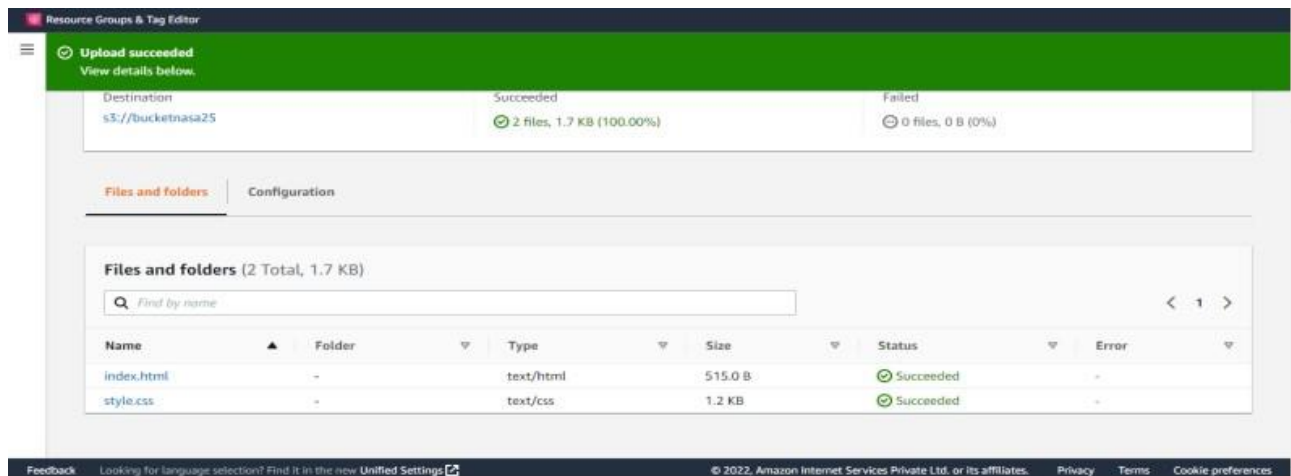 Resource Groups & Tag Editor
Upload succeeded
View details below.
Destination Succeeded Failed
s3://bucketnasa25 2 files, 1.7 KB (100.00%) 0 files, 0 B (0%)
Files and folders Configuration
Files and folders (2 Total, 1.7 KB)
Find by name 1
Name Folder Type Size Status Error
index.html - text/html 515.0 B Succeeded -
style.css - text/css 1.2 KB Succeeded -
Feedback Looking for language selection? Find it in the new Unified Settings © 2022, Amazon Internet Services Private Ltd. or its affiliates. Privacy Terms Cookie preferences